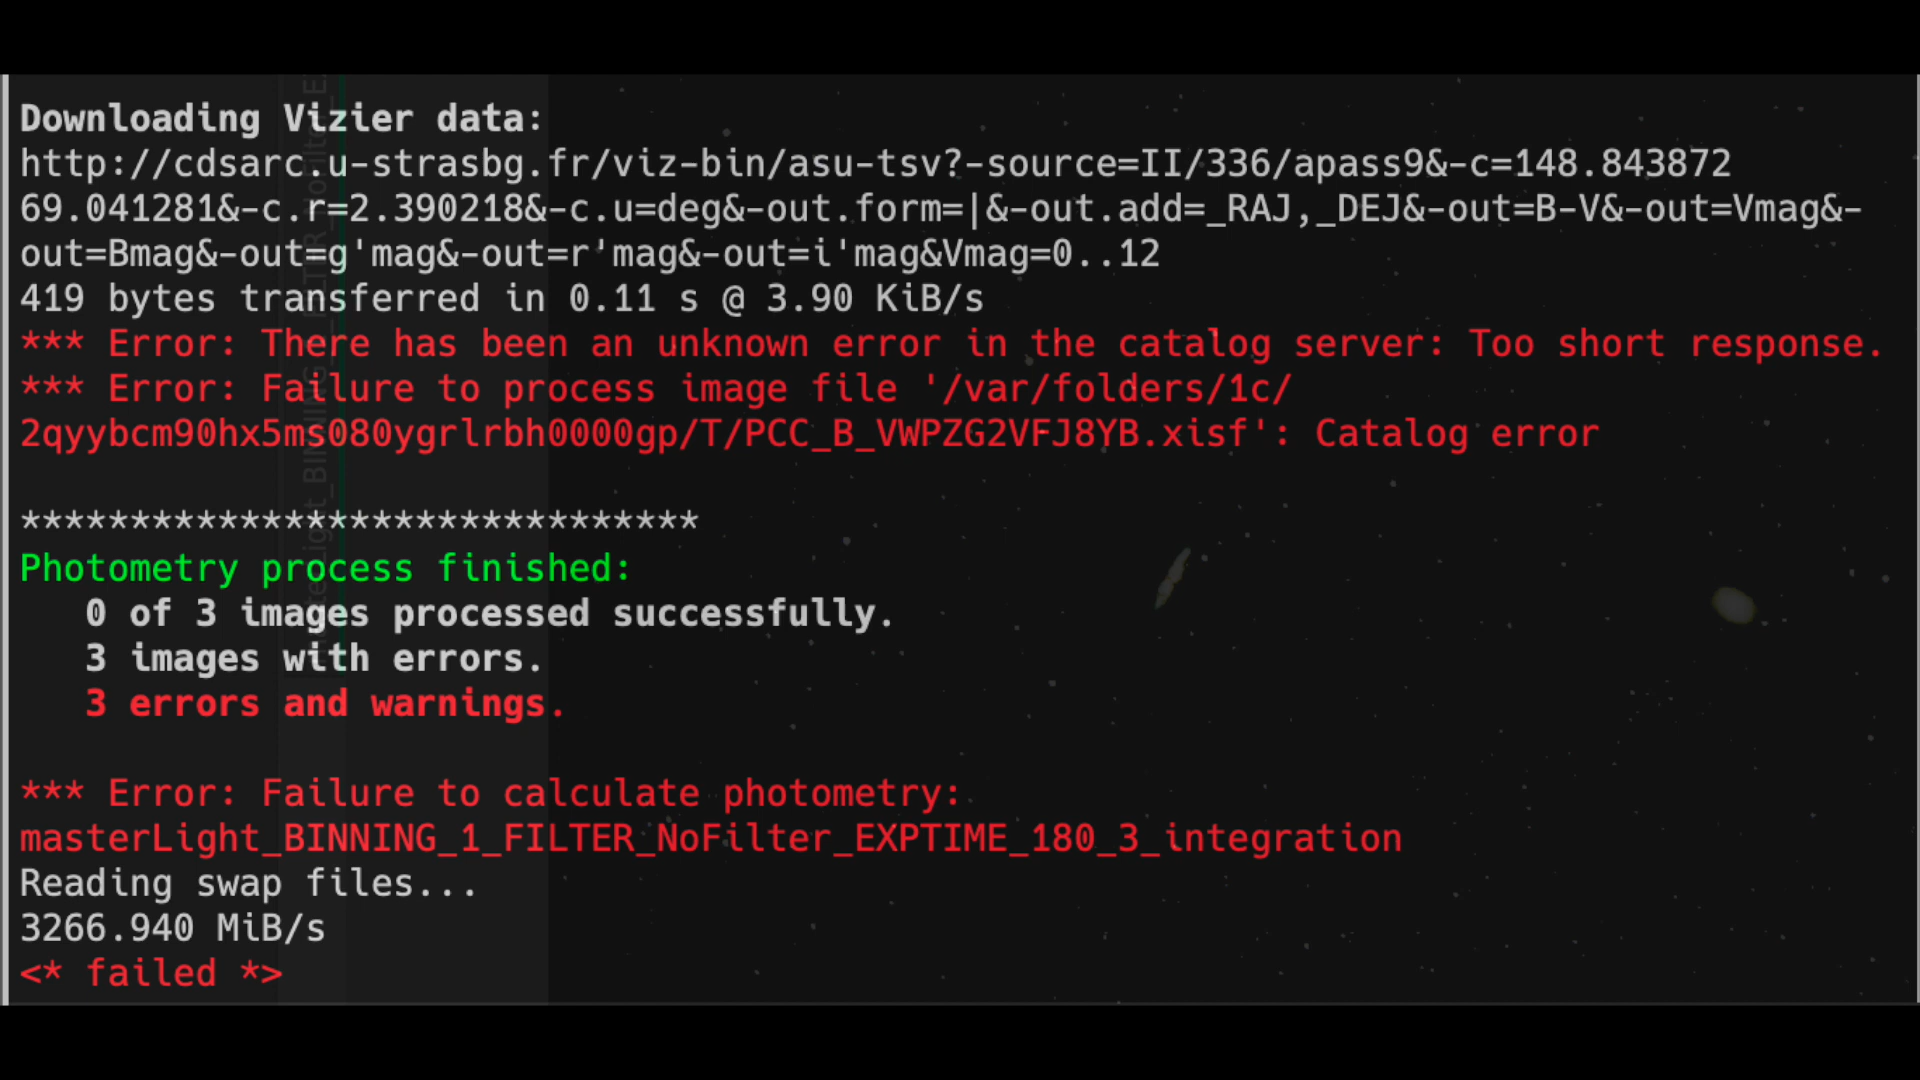 Downloading Vizier data:
http://cdsarc.u-strasbg.fr/viz-bin/asu-tsv?-source=II/336/apass9&-c=148.843872
69.041281&-c.r=2.390218&-c.u=deg&-out.form=|&-out.add=_RAJ,_DEJ&-out=B-V&-out=Vmag&-
out=Bmag&-out=g'mag&-out=r'mag&-out=i'mag&Vmag=0..12
419 bytes transferred in 0.11 s @ 3.90 KiB/s
*** Error: There has been an unknown error in the catalog server: Too short response.
*** Error: Failure to process image file '/var/folders/1c/
2qyybcm90hx5ms080ygrlrbh0000gp/T/PCC_B_VWPZG2VFJ8YB.xisf': Catalog error
*******************************
Photometry process finished:
0 of 3 images processed successfully.
3 images with errors.
3 errors and warnings.
*** Error: Failure to calculate photometry:
masterLight_BINNING_1_FILTER_NoFilter_EXPTIME_180_3_integration
Reading swap files...
3266.940 MiB/s
<* failed *>